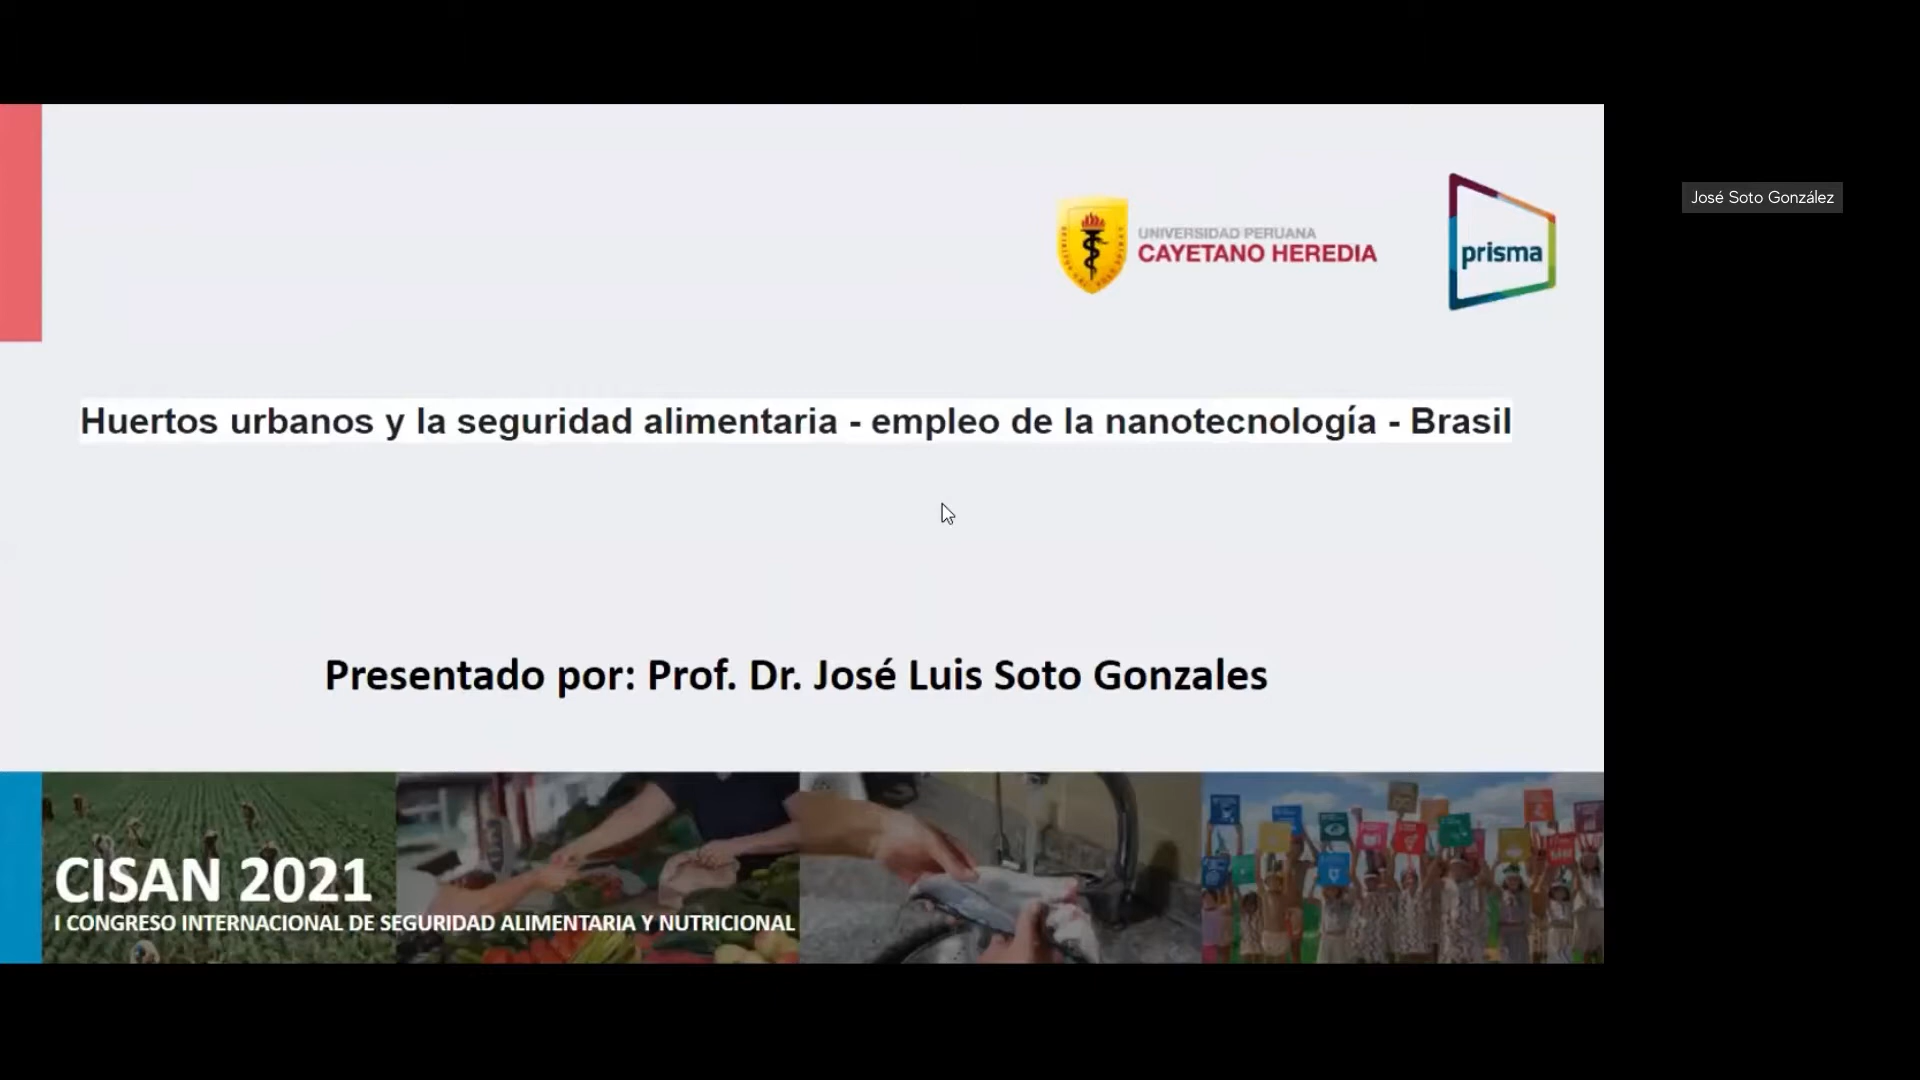 UNIVERSIDAD PERUANA
CAYETANO HEREDIA
prisma
José Soto González
Huertos urbanos y la seguridad alimentaria - empleo de la nanotecnología - Brasil
Presentado por: Prof. Dr. José Luis Soto Gonzales
CISAN 2021
I CONGRESO INTERNACIONAL DE SEGURIDAD ALIMENTARIA Y NUTRICIONAL